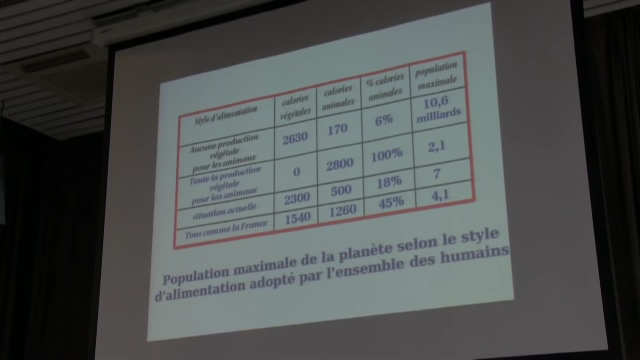 Style d'alimentation
calories
végétales
calories
animales
% calories
animales
population
maximale
Aucune production
végétale
pour les animaux
2630
170
6%
10,6
milliards
Toute la production
végétale
pour les animaux
0
2800
100%
2,1
situation actuelle
2300
500
18%
7
Tous comme la France
1540
1260
45%
4,1
Population maximale de la planète selon le style
d'alimentation adopté par l'ensemble des humains